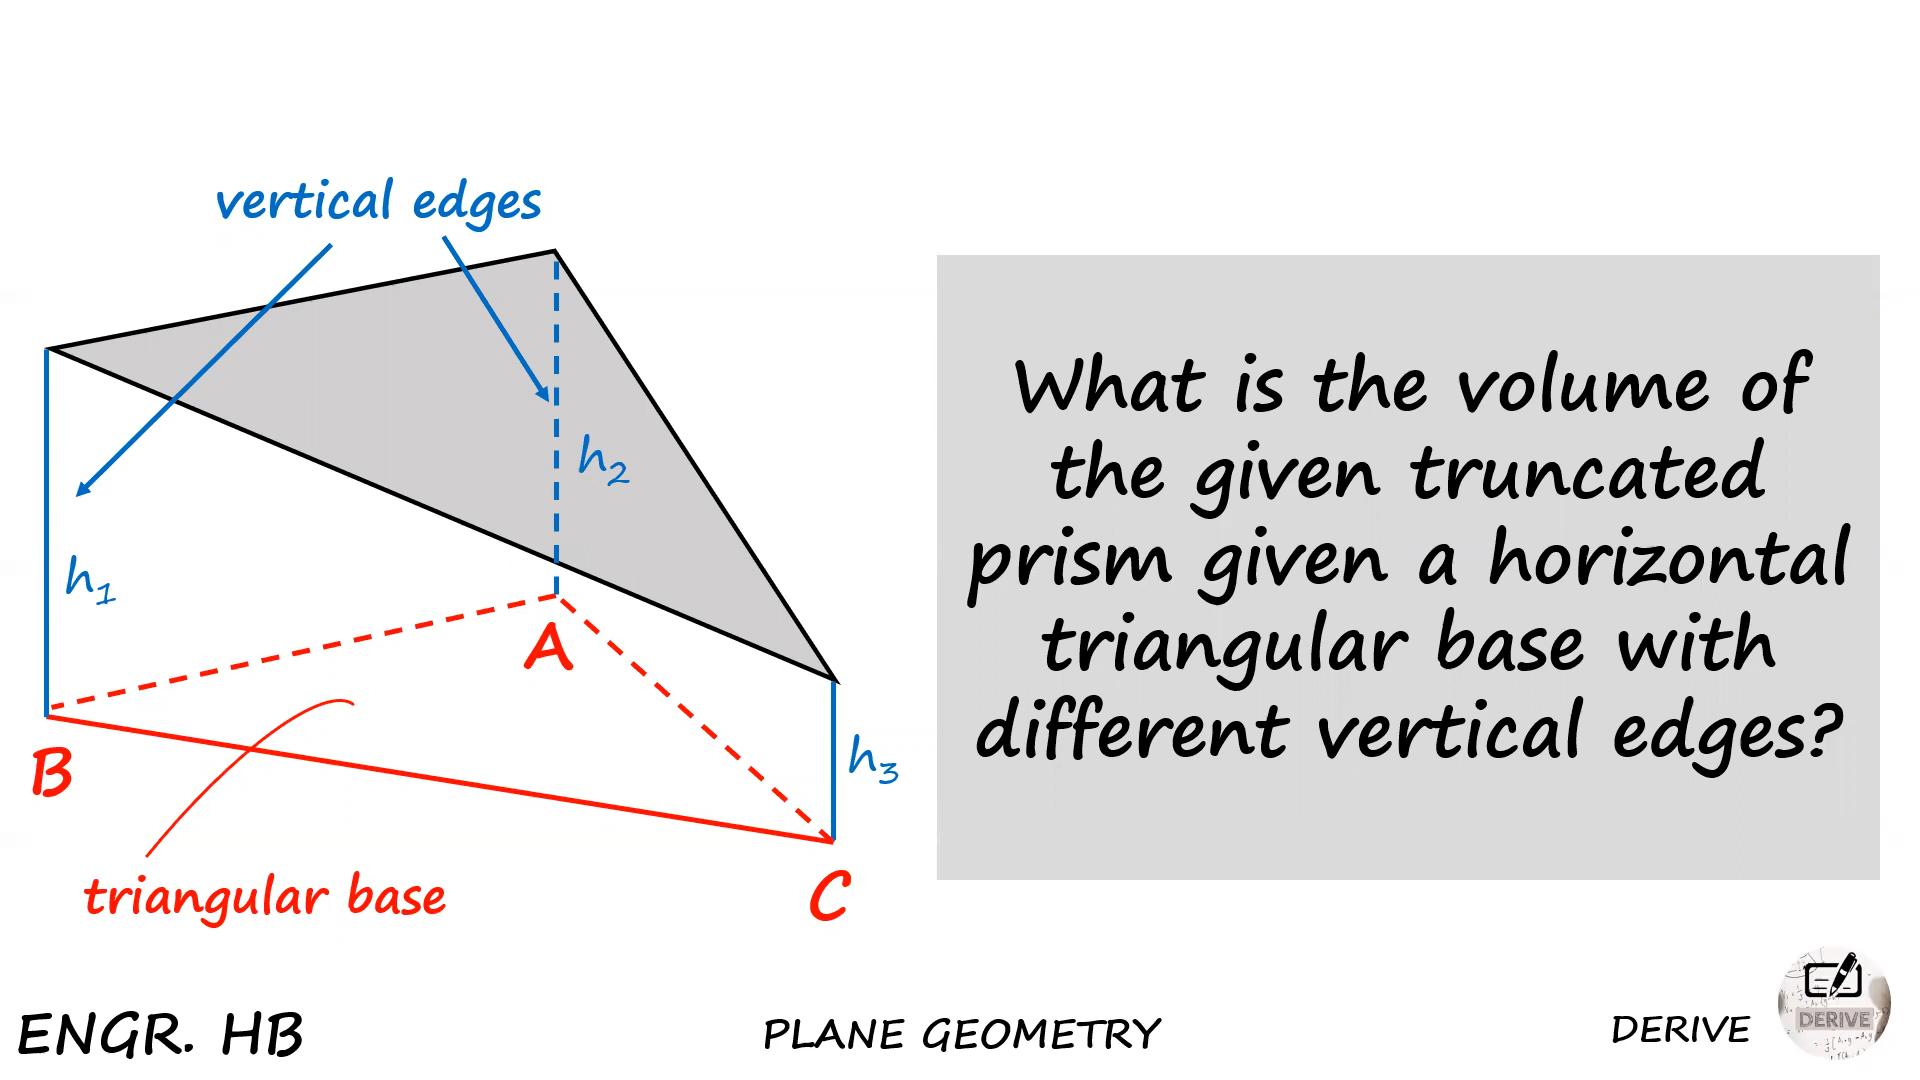 vertical edges
h₂
h₁
A
B
h₃
C
triangular base
What is the volume of
the given truncated
prism given a horizontal
triangular base with
different vertical edges?
ENGR. HB
PLANE GEOMETRY
DERIVE
DERIVE